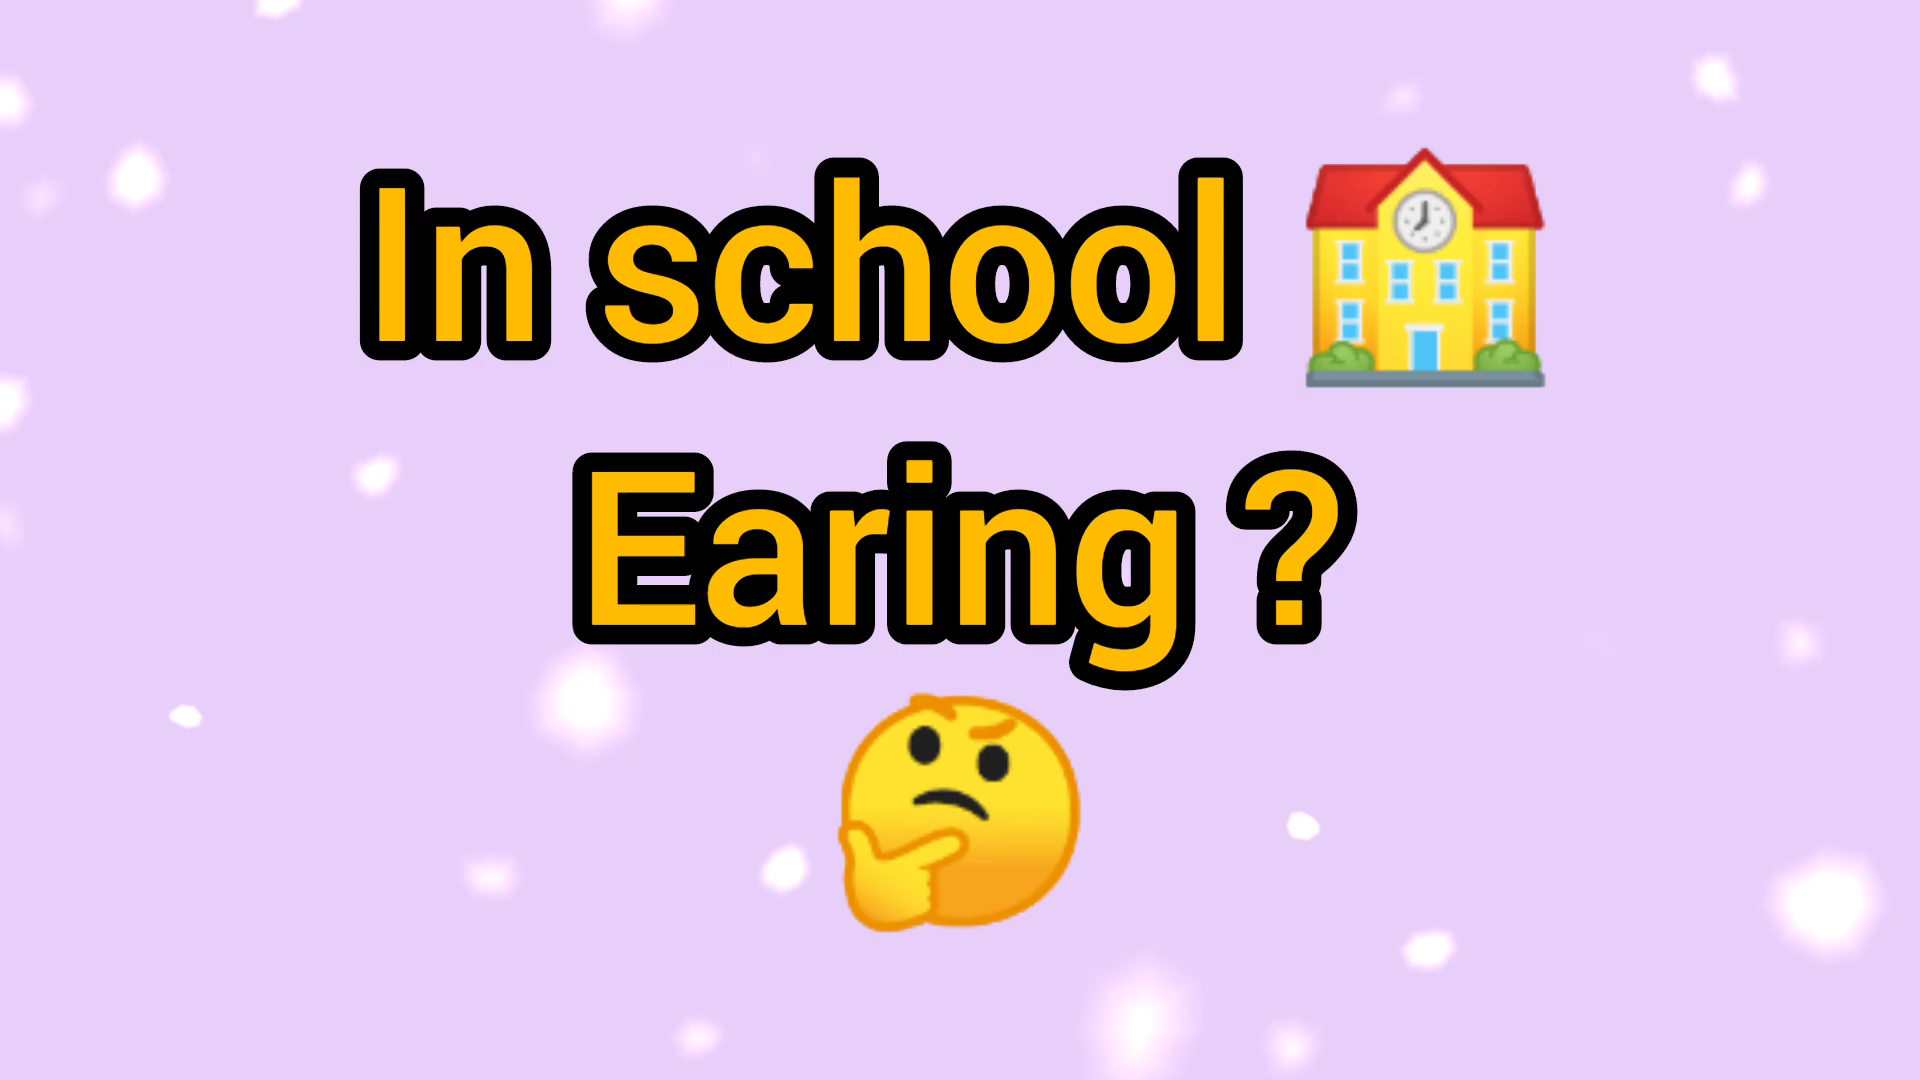 In school 🏫
Earing ?
🤔